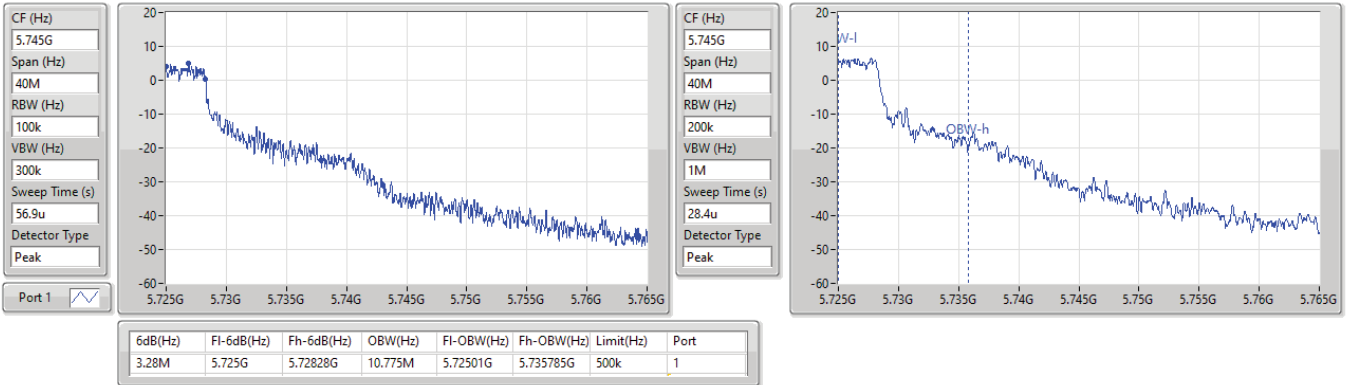 CF (Hz)
5.745G
Span (Hz)
40M
RBW (Hz)
100k
VBW (Hz)
300k
Sweep Time (s)
56.9u
Detector Type
Peak
Port 1
20
10
0
-10
-20
-30
-40
-50
-60
5.725G 5.73G 5.735G 5.74G 5.745G 5.75G 5.755G 5.76G 5.765G
CF (Hz)
5.745G
Span (Hz)
40M
RBW (Hz)
200k
VBW (Hz)
1M
Sweep Time (s)
28.4u
Detector Type
Peak
20
10
0
-10
-20
-30
-40
-50
-60
W-l
OBW-h
5.725G 5.73G 5.735G 5.74G 5.745G 5.75G 5.755G 5.76G 5.765G
6dB(Hz) Fl-6dB(Hz) Fh-6dB(Hz) OBW(Hz) Fl-OBW(Hz) Fh-OBW(Hz) Limit(Hz) Port
3.28M 5.725G 5.72828G 10.775M 5.72501G 5.735785G 500k 1